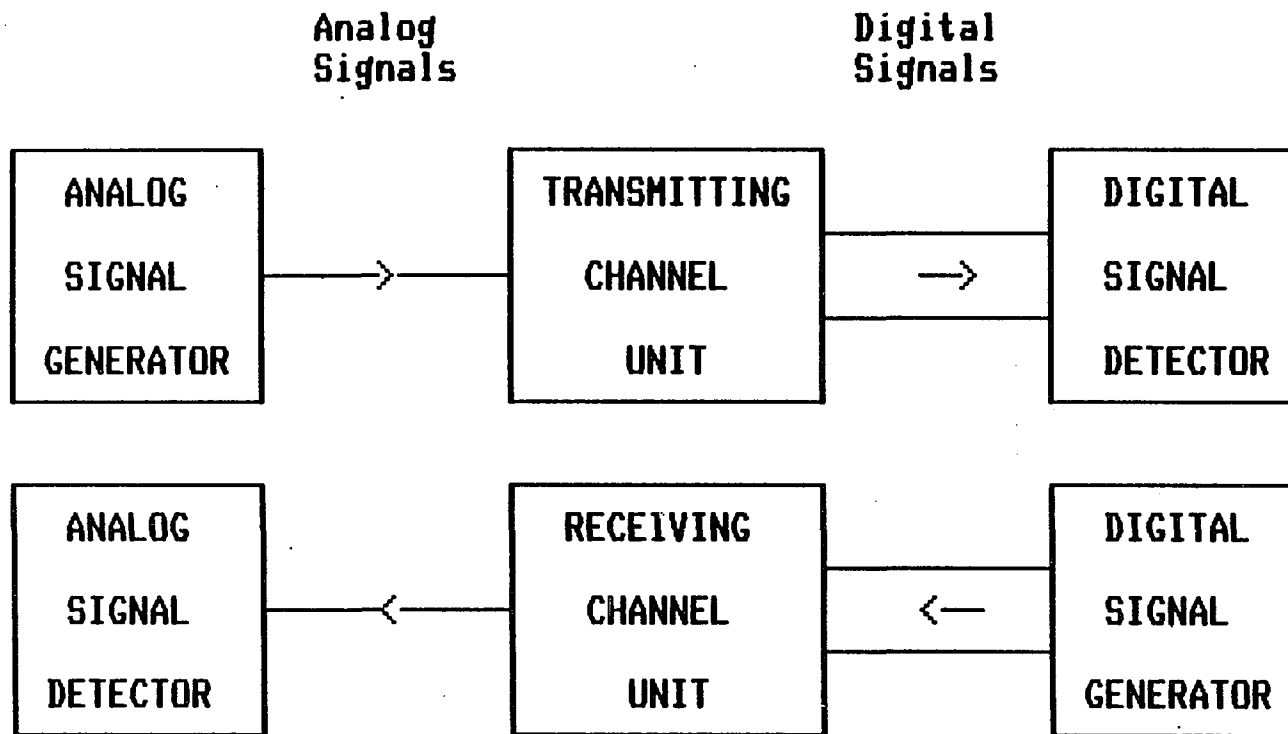 Analog
Signals
Digital
Signals
ANALOG
SIGNAL
GENERATOR
TRANSMITTING
CHANNEL
UNIT
DIGITAL
SIGNAL
DETECTOR
ANALOG
SIGNAL
DETECTOR
RECEIVING
CHANNEL
UNIT
DIGITAL
SIGNAL
GENERATOR